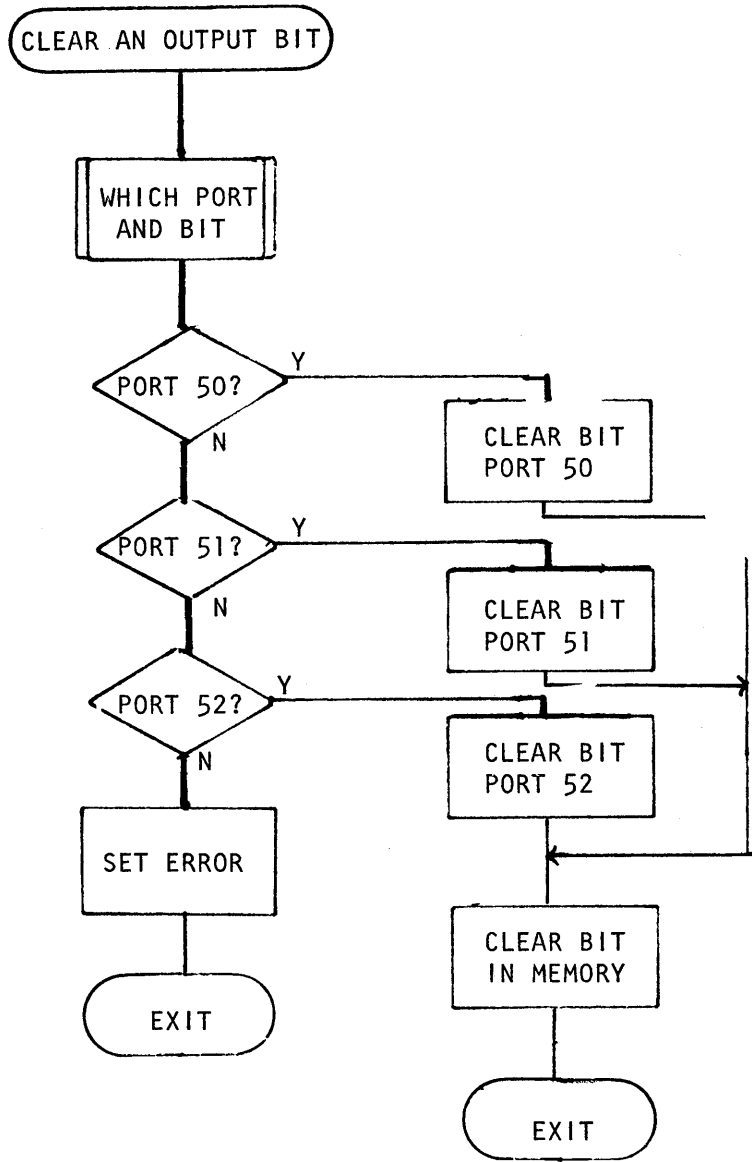 CLEAR AN OUTPUT BIT
WHICH PORT
AND BIT
PORT 50?
Y
N
CLEAR BIT
PORT 50
PORT 51?
Y
N
CLEAR BIT
PORT 51
PORT 52?
Y
N
CLEAR BIT
PORT 52
SET ERROR
CLEAR BIT
IN MEMORY
EXIT
EXIT